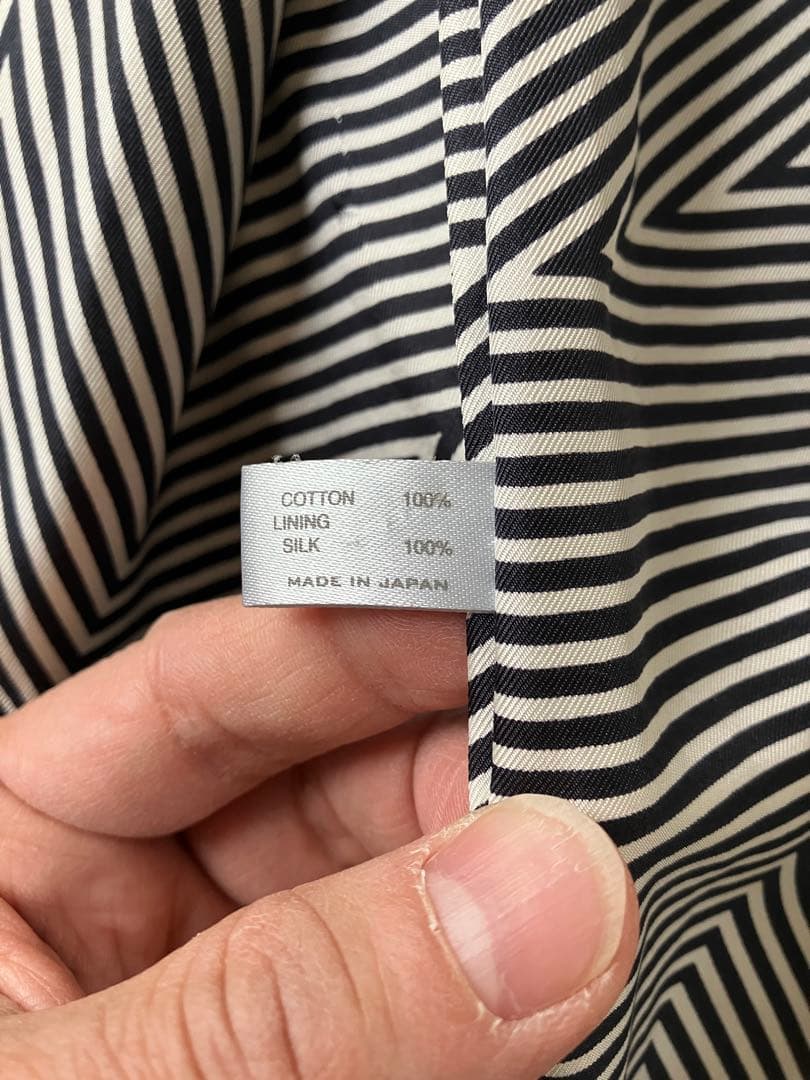 COTTON 100%
LINING
SILK 100%
MADE IN JAPAN